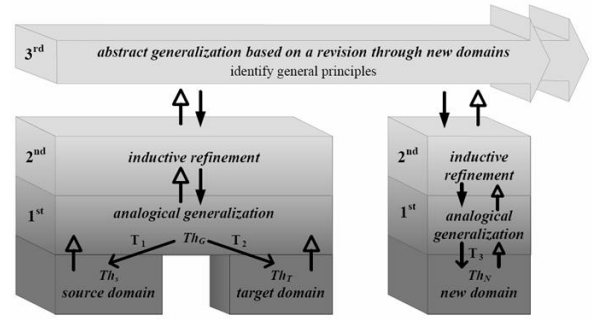 3rd
abstract generalization based on a revision through new domains
identify general principles
2nd
inductive refinement
1st
analogical generalization
T1
ThG
T2
Ths
source domain
ThT
target domain
2nd
inductive
refinement
1st
analogical
generalization
T3
ThN
new domain